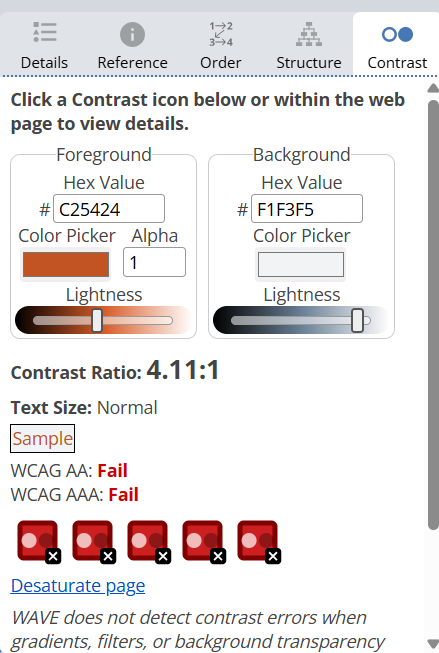 1→2
3→4
Details Reference Order Structure Contrast
Click a Contrast icon below or within the web
page to view details.
Foreground
Hex Value
# C25424
Color Picker Alpha
1
Lightness
Background
Hex Value
# F1F3F5
Color Picker
Lightness
Contrast Ratio: 4.11:1
Text Size: Normal
Sample
WCAG AA: Fail
WCAG AAA: Fail
Desaturate page
WAVE does not detect contrast errors when
gradients, filters, or background transparency